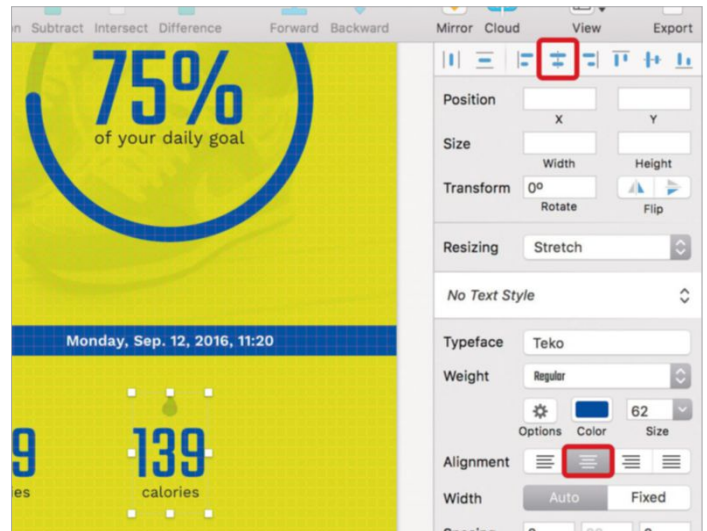 Subtract Intersect Difference Forward Backward Mirror Cloud View Export
75%
of your daily goal
Monday, Sep. 12, 2016, 11:20
9
139
ies
calories
Position
X Y
Size
Width Height
Transform 0º
Rotate Flip
Resizing Stretch
No Text Style
Typeface Teko
Weight Regular
62
Options Color Size
Alignment
Width Auto Fixed